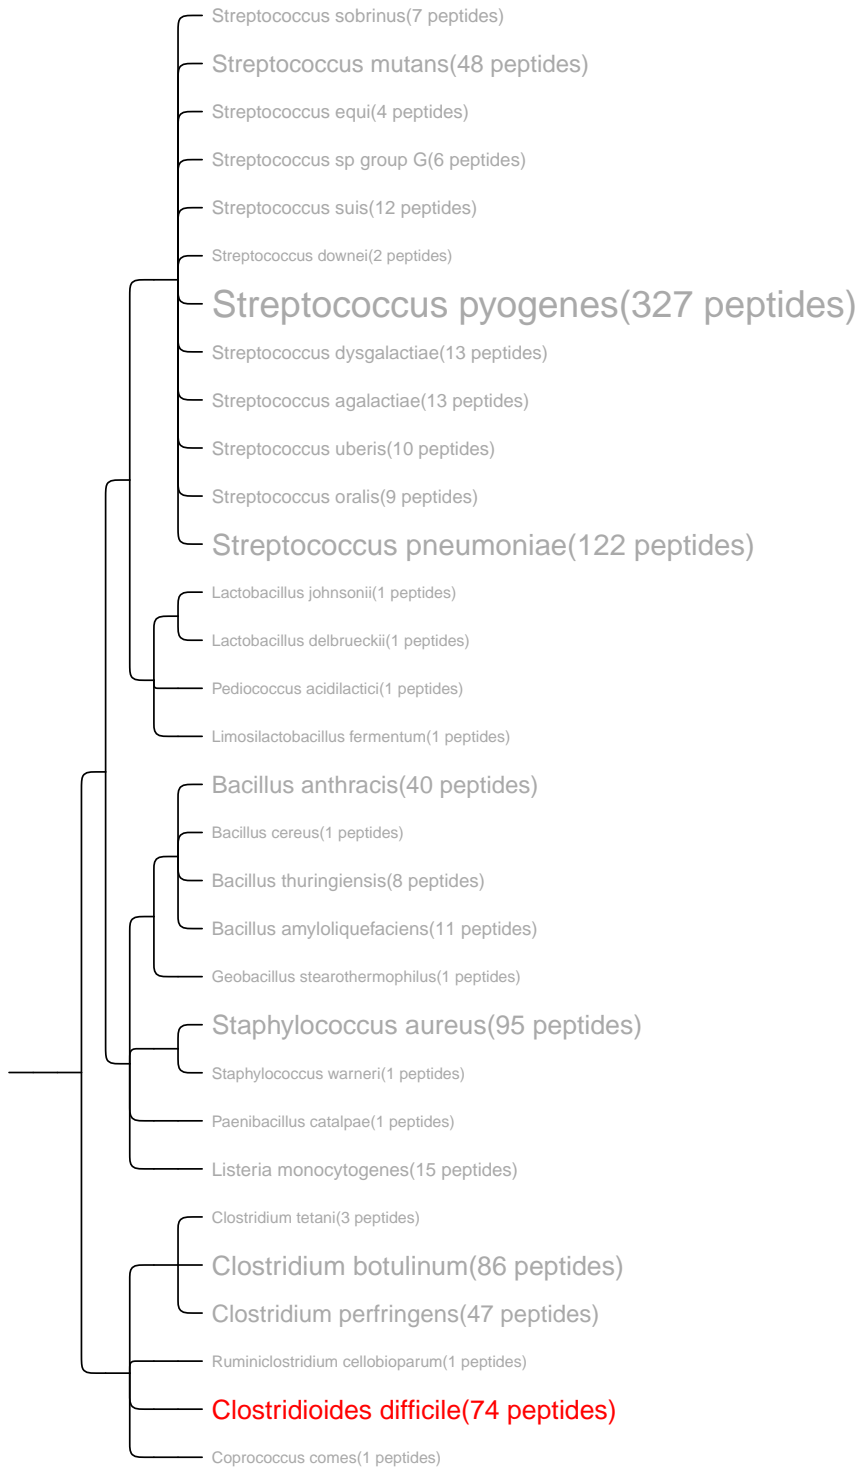 Streptococcus sobrinus(7 peptides)
Streptococcus mutans(48 peptides)
Streptococcus equi(4 peptides)
Streptococcus sp group G(6 peptides)
Streptococcus suis(12 peptides)
Streptococcus downei(2 peptides)
Streptococcus pyogenes(327 peptides)
Streptococcus dysgalactiae(13 peptides)
Streptococcus agalactiae(13 peptides)
Streptococcus uberis(10 peptides)
Streptococcus oralis(9 peptides)
Streptococcus pneumoniae(122 peptides)
Lactobacillus johnsonii(1 peptides)
Lactobacillus delbrueckii(1 peptides)
Pediococcus acidilactici(1 peptides)
Limosilactobacillus fermentum(1 peptides)
Bacillus anthracis(40 peptides)
Bacillus cereus(1 peptides)
Bacillus thuringiensis(8 peptides)
Bacillus amyloliquefaciens(11 peptides)
Geobacillus stearothermophilus(1 peptides)
Staphylococcus aureus(95 peptides)
Staphylococcus warneri(1 peptides)
Paenibacillus catalpae(1 peptides)
Listeria monocytogenes(15 peptides)
Clostridium tetani(3 peptides)
Clostridium botulinum(86 peptides)
Clostridium perfringens(47 peptides)
Ruminiclostridium cellobioparum(1 peptides)
Clostridioides difficile(74 peptides)
Coprococcus comes(1 peptides)